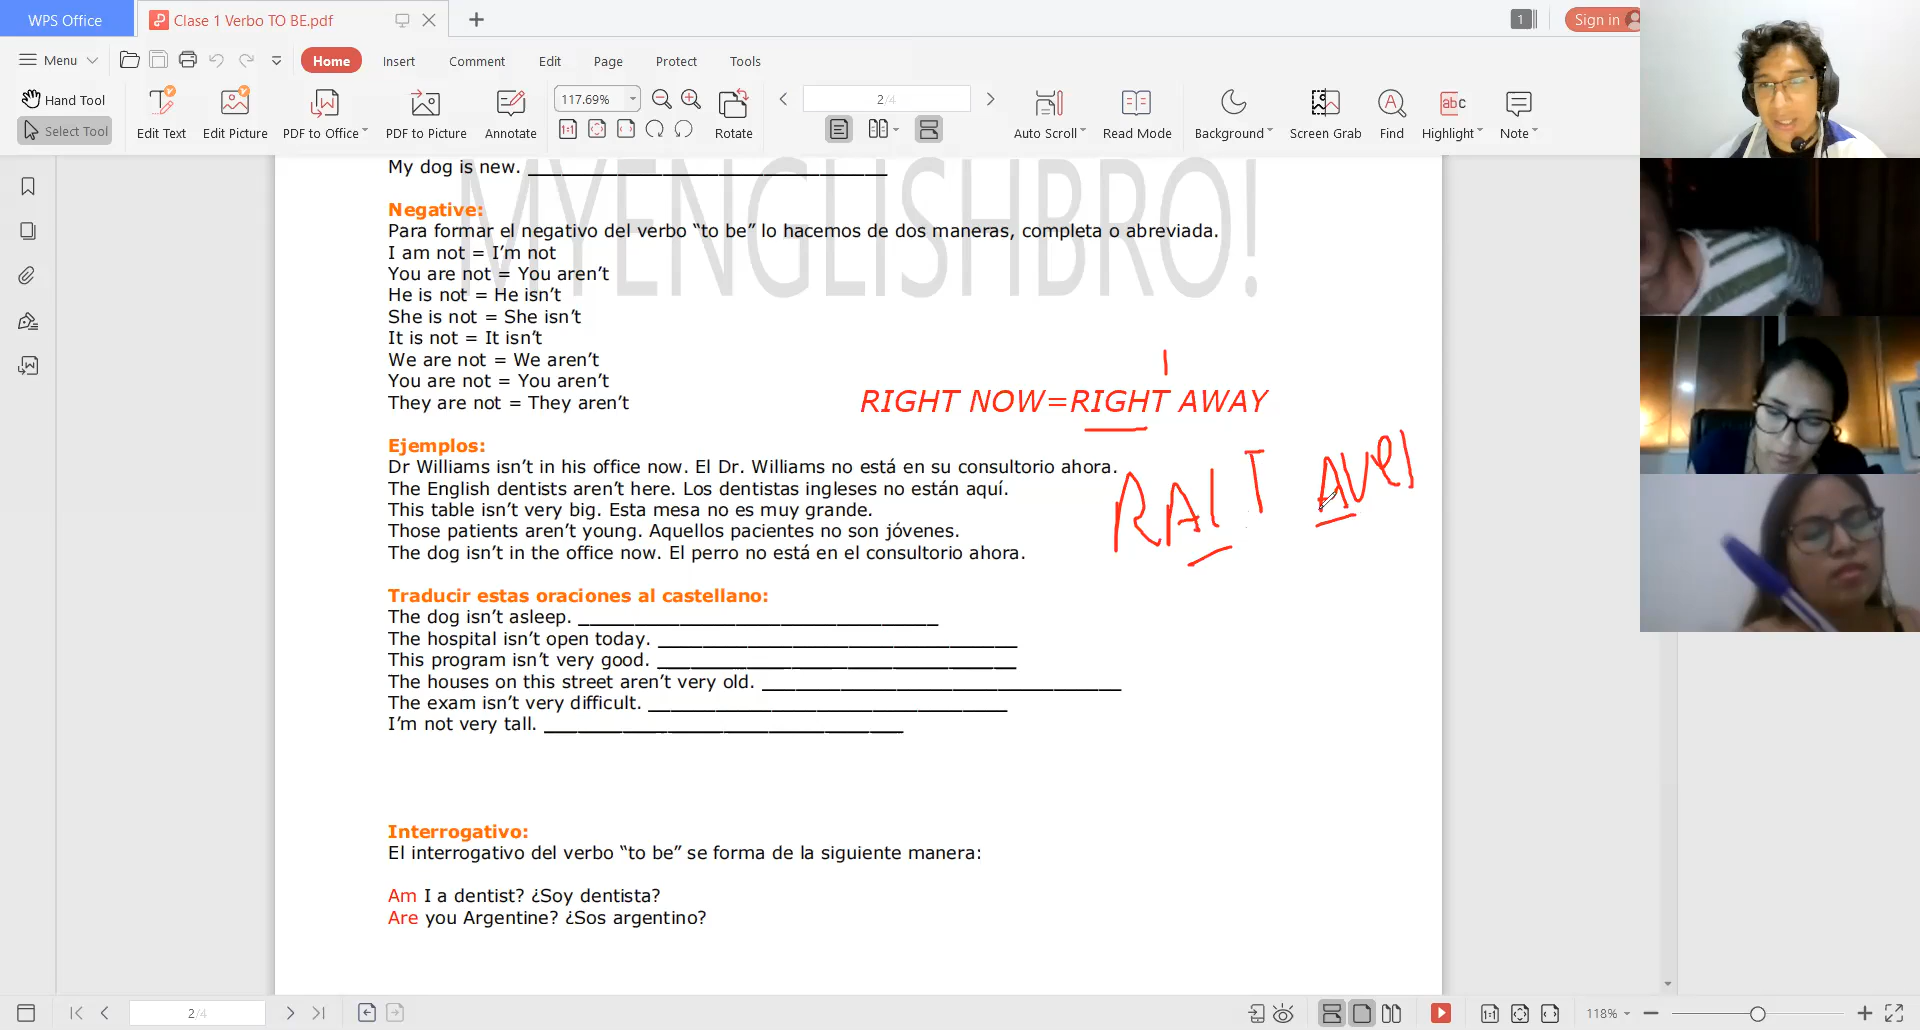 WPS Office
Clase 1 Verbo TO BE.pdf
1
Sign in
Menu
Home
Insert
Comment
Edit
Page
Protect
Tools
Hand Tool
Select Tool
Edit Text
Edit Picture
PDF to Office
PDF to Picture
Annotate
117.69%
Rotate
2/4
Auto Scroll
Read Mode
Background
Screen Grab
Find
Highlight
Note
MYENGLISHBRO!
My dog is new.
Negative:
Para formar el negativo del verbo “to be” lo hacemos de dos maneras, completa o abreviada.
I am not = I’m not
You are not = You aren’t
He is not = He isn’t
She is not = She isn’t
It is not = It isn’t
We are not = We aren’t
You are not = You aren’t
They are not = They aren’t
RIGHT NOW=RIGHT AWAY
RAIT AUEI
Ejemplos:
Dr Williams isn’t in his office now. El Dr. Williams no está en su consultorio ahora.
The English dentists aren’t here. Los dentistas ingleses no están aquí.
This table isn’t very big. Esta mesa no es muy grande.
Those patients aren’t young. Aquellos pacientes no son jóvenes.
The dog isn’t in the office now. El perro no está en el consultorio ahora.
Traducir estas oraciones al castellano:
The dog isn’t asleep.
The hospital isn’t open today.
This program isn’t very good.
The houses on this street aren’t very old.
The exam isn’t very difficult.
I’m not very tall.
Interrogativo:
El interrogativo del verbo “to be” se forma de la siguiente manera:
Am I a dentist? ¿Soy dentista?
Are you Argentine? ¿Sos argentino?
2/4
118%